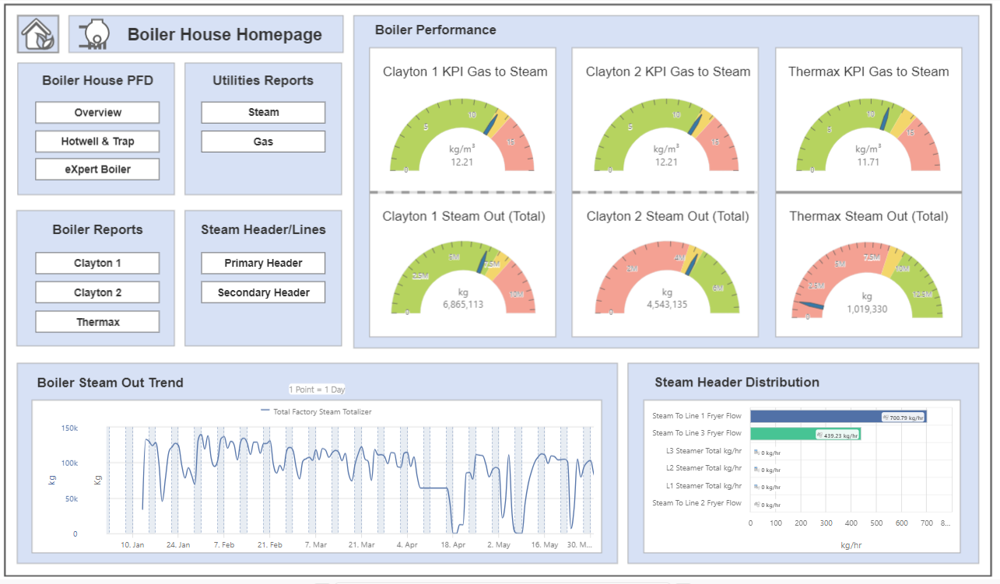 Boiler House Homepage
Boiler House PFD
Overview
Hotwell & Trap
eXpert Boiler
Utilities Reports
Steam
Gas
Boiler Reports
Clayton 1
Clayton 2
Thermax
Steam Header/Lines
Primary Header
Secondary Header
Boiler Performance
Clayton 1 KPI Gas to Steam
0
5
10
15
kg/m³
12.21
Clayton 2 KPI Gas to Steam
0
5
10
15
kg/m³
12.21
Thermax KPI Gas to Steam
0
5
10
15
kg/m³
11.71
Clayton 1 Steam Out (Total)
0
2.5M
5M
7.5M
10M
kg
6,865,113
Clayton 2 Steam Out (Total)
0
2M
4M
6M
kg
4,543,135
Thermax Steam Out (Total)
0
2.5M
5M
7.5M
10M
12.5M
kg
1,019,330
Boiler Steam Out Trend
1 Point = 1 Day
Total Factory Steam Totalizer
150k
100k
50k
0
kg
Kg
10. Jan 24. Jan 7. Feb 21. Feb 7. Mar 21. Mar 4. Apr 18. Apr 2. May 16. May 30. M...
Steam Header Distribution
Steam To Line 1 Fryer Flow 700.79 kg/hr
Steam To Line 3 Fryer Flow 439.23 kg/hr
L3 Steamer Total kg/hr 0 kg/hr
L2 Steamer Total kg/hr 0 kg/hr
L1 Steamer Total kg/hr 0 kg/hr
Steam To Line 2 Fryer Flow 0 kg/hr
0 100 200 300 400 500 600 700 8...
kg/hr